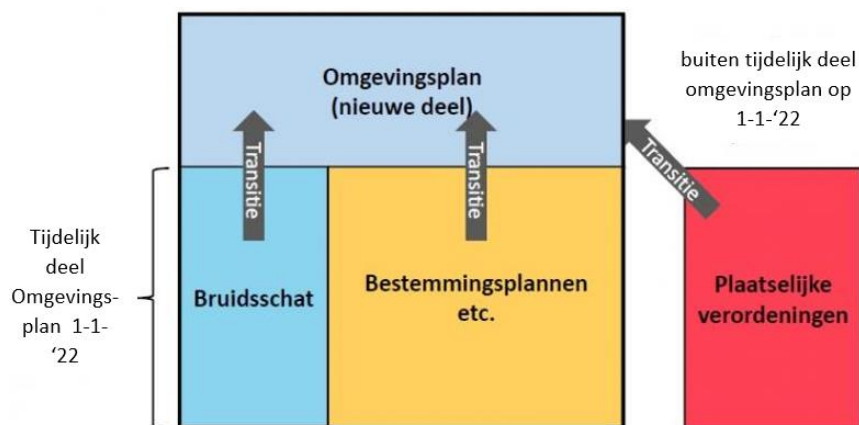 Omgevingsplan
(nieuwe deel)
buiten tijdelijk deel
omgevingsplan op
1-1-‘22
Transitie
Transitie
Transitie
Tijdelijk
deel
Omgevings-
plan 1-1-
‘22
Bruidsschat
Bestemmingsplannen
etc.
Plaatselijke
verordeningen